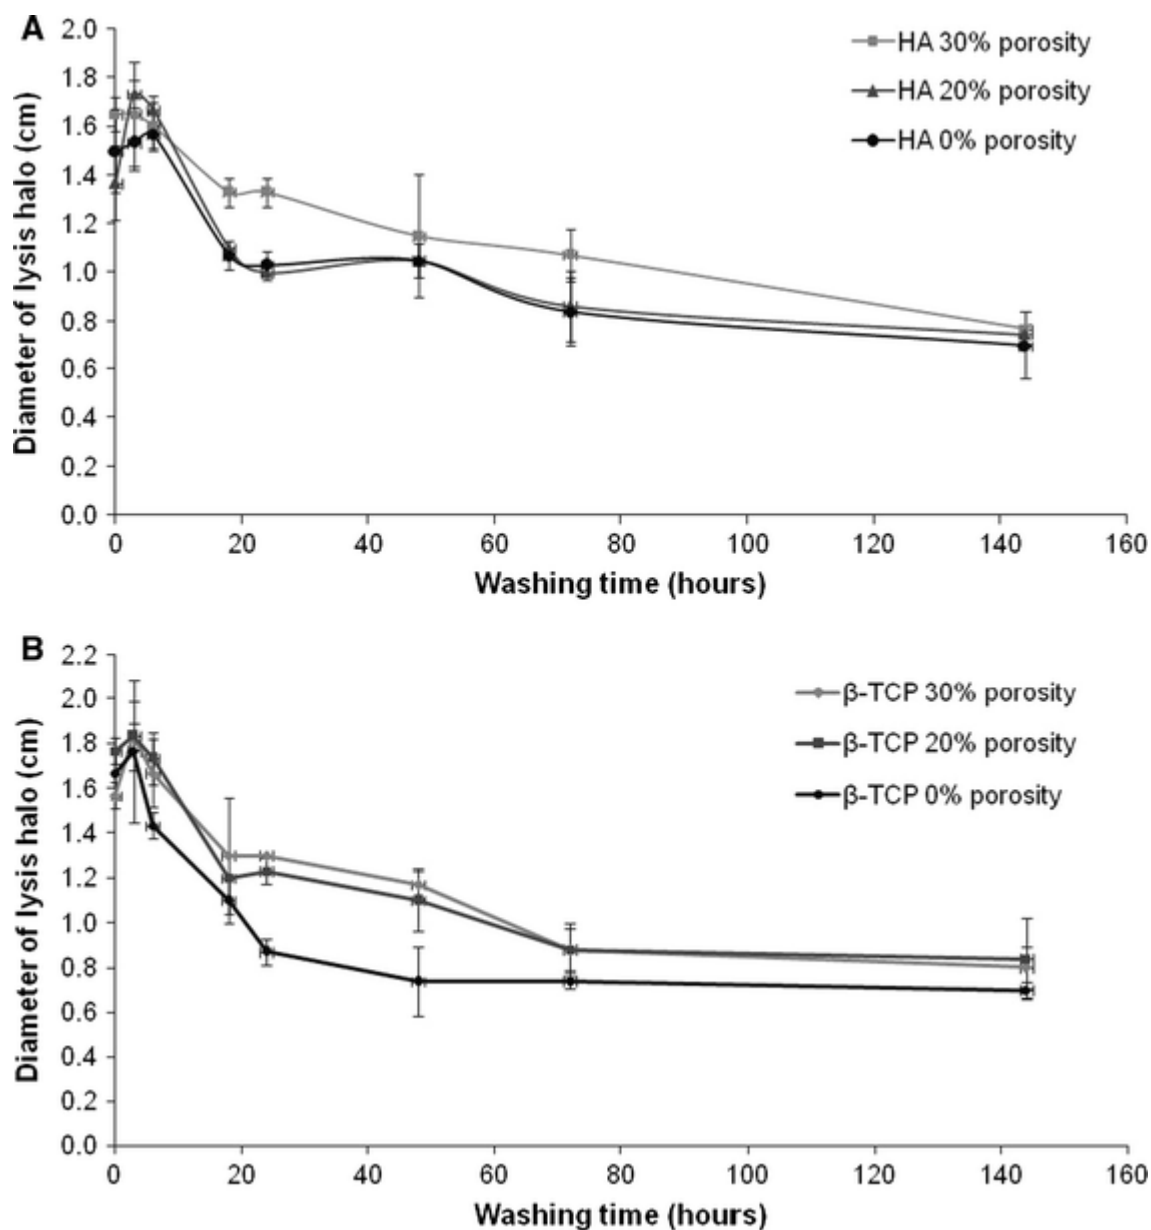 A
HA 30% porosity
HA 20% porosity
HA 0% porosity
Diameter of lysis halo (cm)
2.0
1.8
1.6
1.4
1.2
1.0
0.8
0.6
0.4
0.2
0.0
0 20 40 60 80 100 120 140 160
Washing time (hours)
B
β-TCP 30% porosity
β-TCP 20% porosity
β-TCP 0% porosity
Diameter of lysis halo (cm)
2.2
2.0
1.8
1.6
1.4
1.2
1.0
0.8
0.6
0.4
0.2
0.0
0 20 40 60 80 100 120 140 160
Washing time (hours)